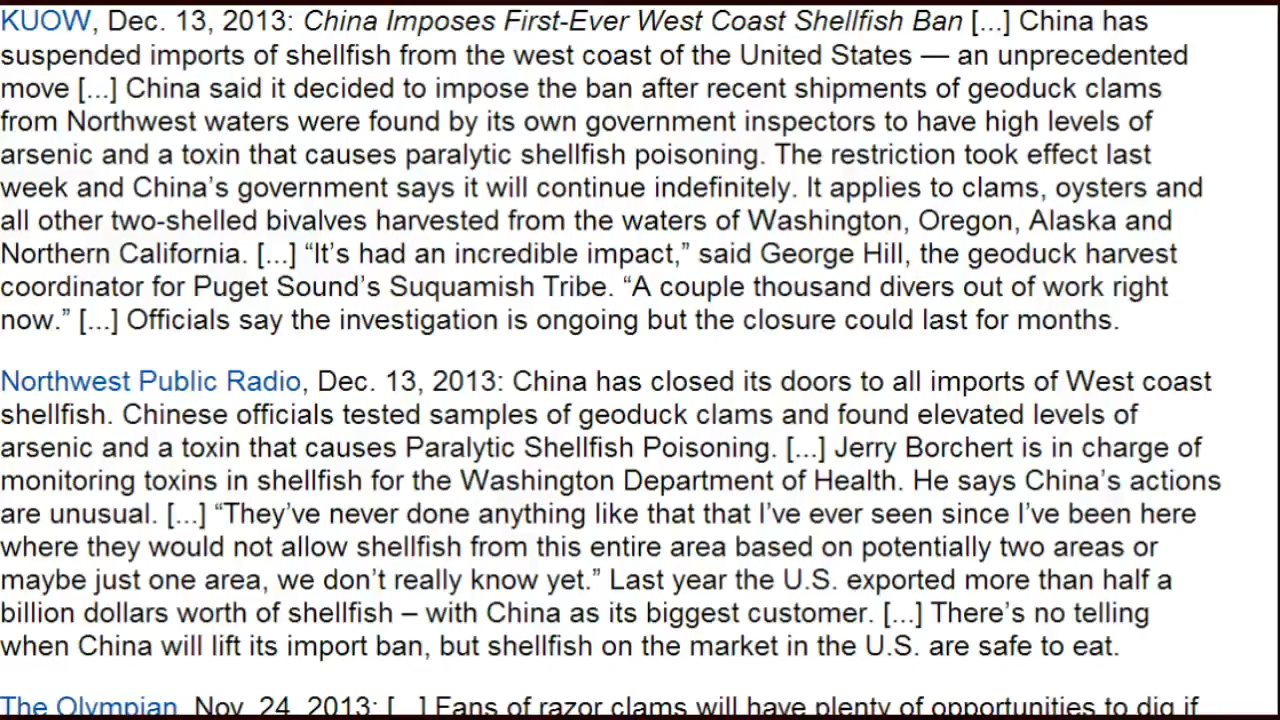 KUOW, Dec. 13, 2013: China Imposes First-Ever West Coast Shellfish Ban [...] China has
suspended imports of shellfish from the west coast of the United States — an unprecedented
move [...] China said it decided to impose the ban after recent shipments of geoduck clams
from Northwest waters were found by its own government inspectors to have high levels of
arsenic and a toxin that causes paralytic shellfish poisoning. The restriction took effect last
week and China’s government says it will continue indefinitely. It applies to clams, oysters and
all other two-shelled bivalves harvested from the waters of Washington, Oregon, Alaska and
Northern California. [...] “It’s had an incredible impact,” said George Hill, the geoduck harvest
coordinator for Puget Sound’s Suquamish Tribe. “A couple thousand divers out of work right
now.” [...] Officials say the investigation is ongoing but the closure could last for months.
Northwest Public Radio, Dec. 13, 2013: China has closed its doors to all imports of West coast
shellfish. Chinese officials tested samples of geoduck clams and found elevated levels of
arsenic and a toxin that causes Paralytic Shellfish Poisoning. [...] Jerry Borchert is in charge of
monitoring toxins in shellfish for the Washington Department of Health. He says China’s actions
are unusual. [...] “They’ve never done anything like that that I’ve ever seen since I’ve been here
where they would not allow shellfish from this entire area based on potentially two areas or
maybe just one area, we don’t really know yet.” Last year the U.S. exported more than half a
billion dollars worth of shellfish – with China as its biggest customer. [...] There’s no telling
when China will lift its import ban, but shellfish on the market in the U.S. are safe to eat.
The Olympian, Nov. 24, 2013: [...] Fans of razor clams will have plenty of opportunities to dig if